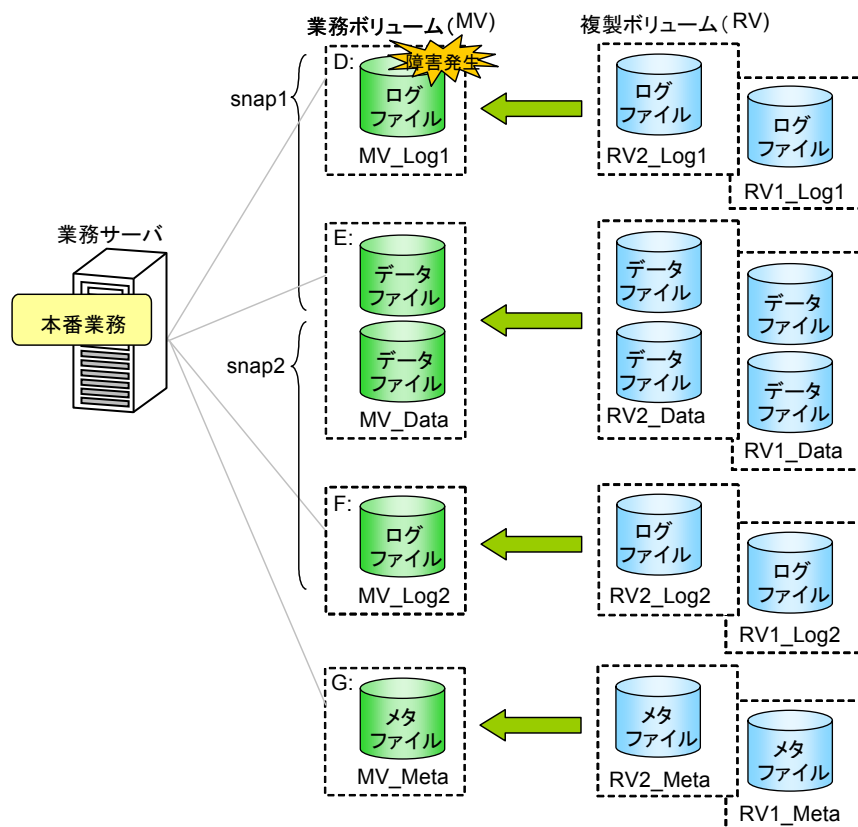 業務ボリューム(MV)
複製ボリューム(RV)
D:
障害発生
snap1
ログ
ファイル
MV_Log1
ログ
ファイル
RV2_Log1
ログ
ファイル
RV1_Log1
業務サーバ
本番業務
E:
データ
ファイル
データ
ファイル
MV_Data
データ
ファイル
データ
ファイル
RV2_Data
データ
ファイル
データ
ファイル
RV1_Data
snap2
F:
ログ
ファイル
MV_Log2
ログ
ファイル
RV2_Log2
ログ
ファイル
RV1_Log2
G:
メタ
ファイル
MV_Meta
メタ
ファイル
RV2_Meta
メタ
ファイル
RV1_Meta